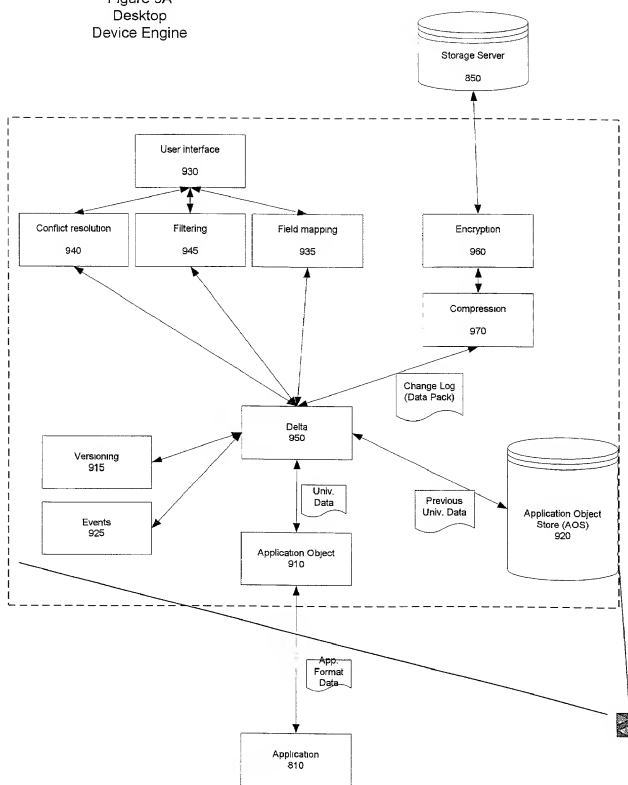 Figure 9A
Desktop
Device Engine
Storage Server
850
User interface
930
Conflict resolution
940
Filtering
945
Field mapping
935
Encryption
960
Compression
970
Change Log
(Data Pack)
Delta
950
Versioning
915
Events
925
Univ.
Data
Previous
Univ. Data
Application Object
Store (AOS)
920
Application Object
910
App.
Format
Data
Application
810